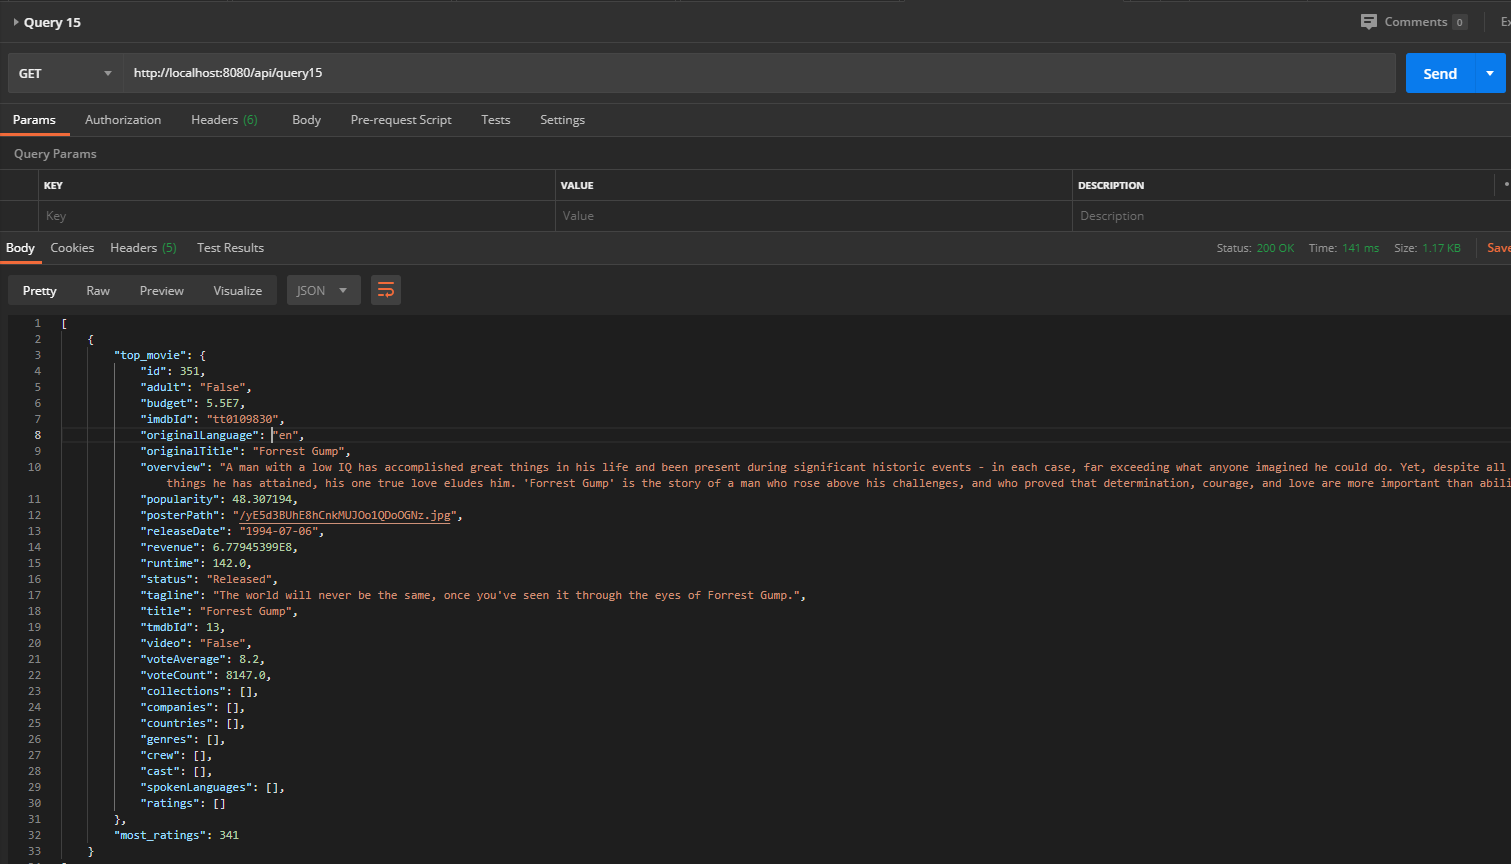 Query 15
Comments 0
GET http://localhost:8080/api/query15 Send
Params Authorization Headers (6) Body Pre-request Script Tests Settings
Query Params
KEY VALUE DESCRIPTION
Key Value Description
Body Cookies Headers (5) Test Results Status: 200 OK Time: 141 ms Size: 1.17 KB Save
Pretty Raw Preview Visualize JSON
1 [
2 {
3 "top_movie": {
4 "id": 351,
5 "adult": "False",
6 "budget": 5.5E7,
7 "imdbId": "tt0109830",
8 "originalLanguage": "en",
9 "originalTitle": "Forrest Gump",
10 "overview": "A man with a low IQ has accomplished great things in his life and been present during significant historic events - in each case, far exceeding what anyone imagined he could do. Yet, despite all
things he has attained, his one true love eludes him. 'Forrest Gump' is the story of a man who rose above his challenges, and who proved that determination, courage, and love are more important than abili
11 "popularity": 48.307194,
12 "posterPath": "/yE5d3BUhE8hCnkMUJOo1QDoOGNz.jpg",
13 "releaseDate": "1994-07-06",
14 "revenue": 6.77945399E8,
15 "runtime": 142.0,
16 "status": "Released",
17 "tagline": "The world will never be the same, once you've seen it through the eyes of Forrest Gump.",
18 "title": "Forrest Gump",
19 "tmdbId": 13,
20 "video": "False",
21 "voteAverage": 8.2,
22 "voteCount": 8147.0,
23 "collections": [],
24 "companies": [],
25 "countries": [],
26 "genres": [],
27 "crew": [],
28 "cast": [],
29 "spokenLanguages": [],
30 "ratings": []
31 },
32 "most_ratings": 341
33 }